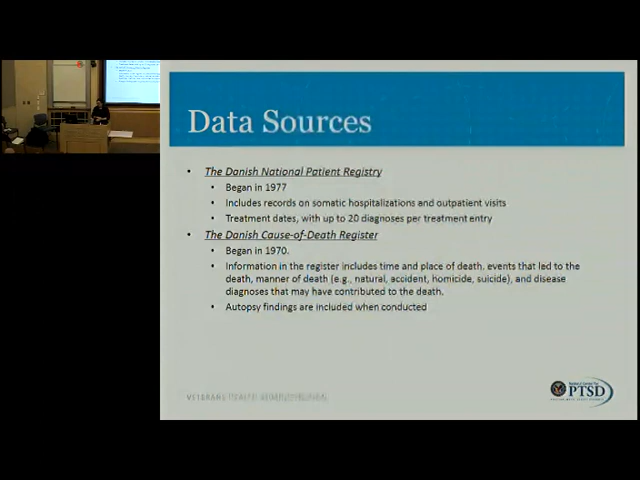 Data Sources
• The Danish National Patient Registry
• Began in 1977
• Includes records on somatic hospitalizations and outpatient visits
• Treatment dates, with up to 20 diagnoses per treatment entry
• The Danish Cause-of-Death Register
• Began in 1970.
• Information in the register includes time and place of death, events that led to the
death, manner of death (e.g., natural, accident, homicide, suicide), and disease
diagnoses that may have contributed to the death.
• Autopsy findings are included when conducted
VETERANS HEALTH ADMINISTRATION
PTSD